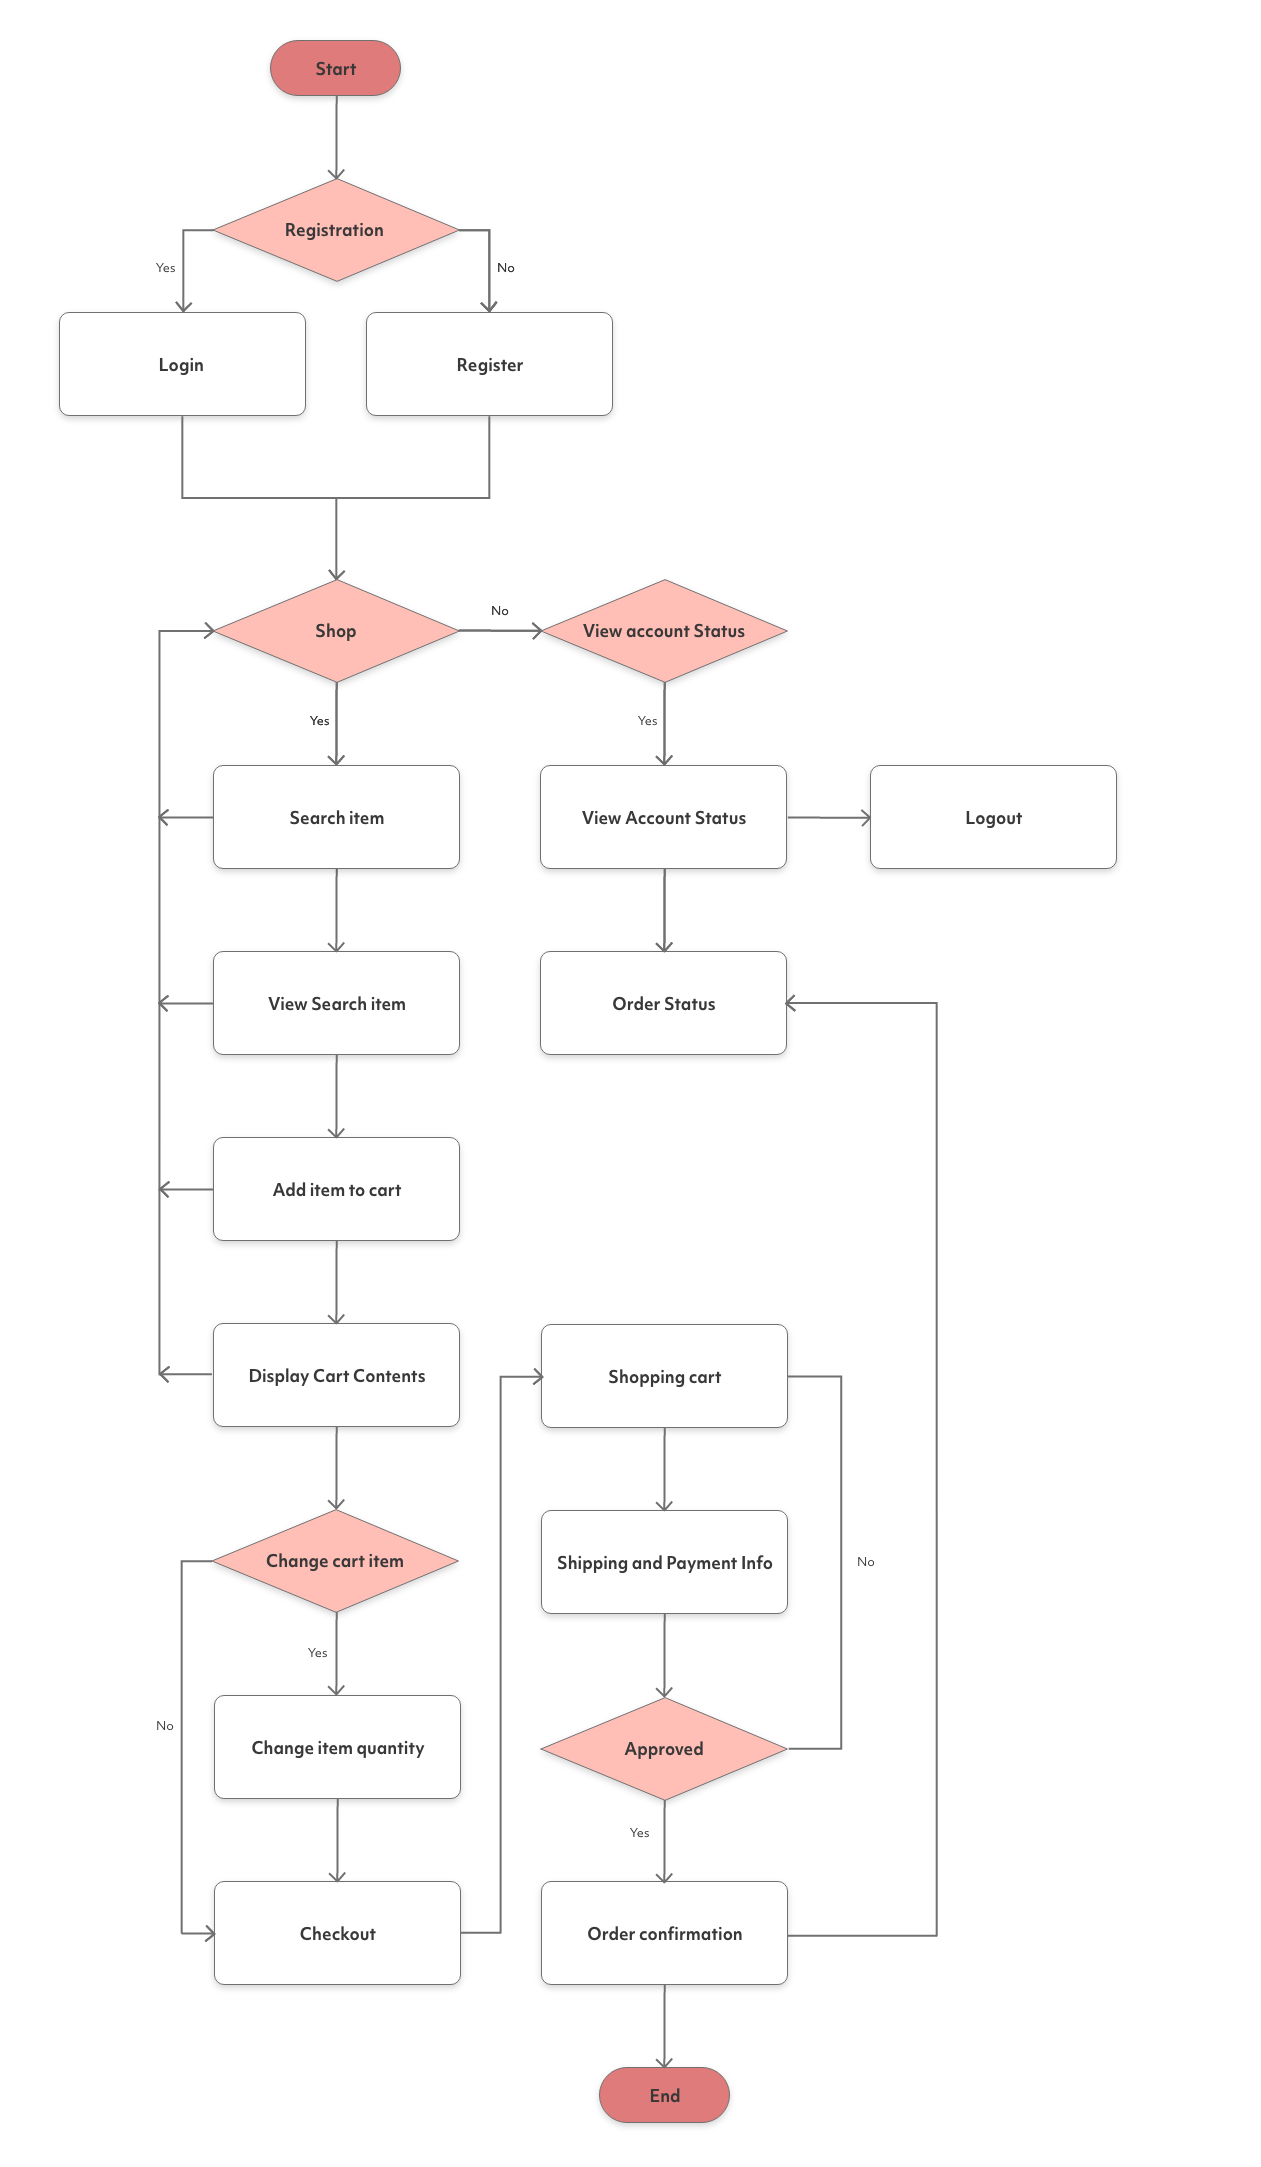 Start
Registration
Yes
No
Login
Register
Shop
No
View account Status
Yes
Yes
Search item
View Account Status
Logout
View Search item
Order Status
Add item to cart
Display Cart Contents
Shopping cart
Change cart item
Shipping and Payment Info
No
Yes
No
Change item quantity
Approved
Yes
Checkout
Order confirmation
End